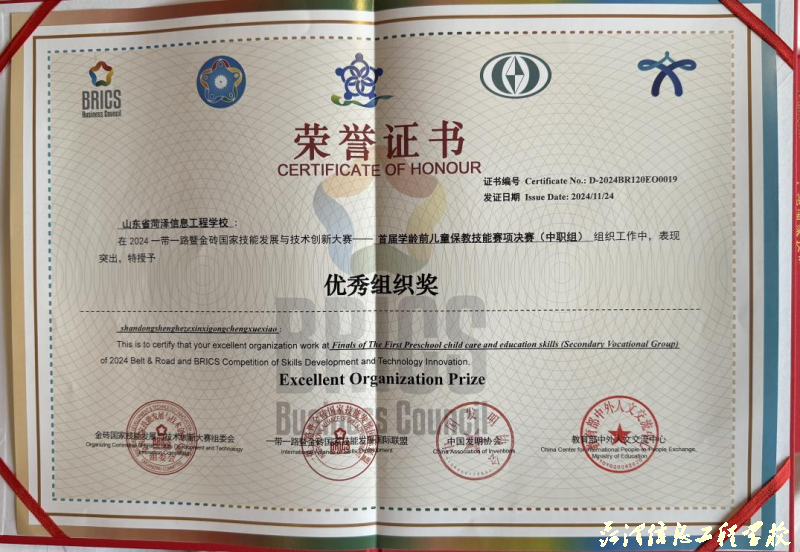 BRICS
Business Council
荣誉证书
CERTIFICATE OF HONOUR
证书编号 Certificate No.: D-2024BR120EO0019
发证日期 Issue Date: 2024/11/24
山东省菏泽信息工程学校：
在 2024 一带一路暨金砖国家技能发展与技术创新大赛—— 首届学龄前儿童保教技能赛项决赛（中职组） 组织工作中，表现
突出，特授予
优秀组织奖
BRICS
Business Council
shandongshenghezexinxigongchengxuexiao :
This is to certify that your excellent organization work at Finals of The First Preschool child care and education skills (Secondary Vocational Group)
of 2024 Belt & Road and BRICS Competition of Skills Development and Technology Innovation.
Excellent Organization Prize
金砖国家技能发展与技术创新大赛组委会
一带一路暨金砖国家技能发展国际联盟
中国发明协会
教育部中外人文交流中心
International Alliance of Skills Development
China Association of Inventions
China Center for International People-to-People Exchange,
Ministry of Education
菏泽信息工程学校